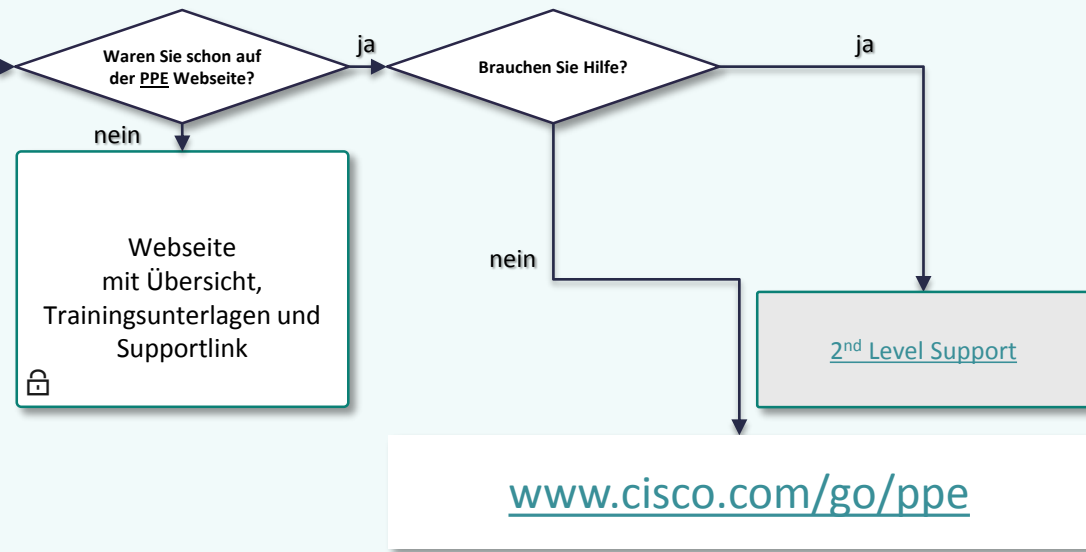 Waren Sie schon auf
der PPE Webseite?
ja
Brauchen Sie Hilfe?
ja
nein
Webseite
mit Übersicht,
Trainingsunterlagen und
Supportlink
nein
2nd Level Support
www.cisco.com/go/ppe